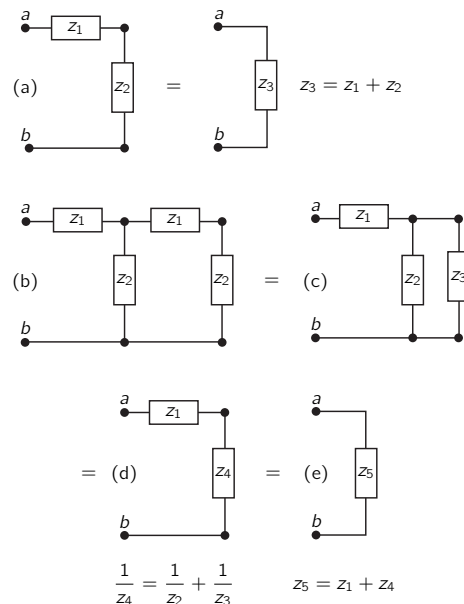 a
z₁
(a) z₂ = z₃ z₃ = z₁ + z₂
b b
a
a z₁ z₁ z₁
(b) z₂ z₂ = (c) z₂ z₃
b b
a a
z₁
= (d) z₄ = (e) z₅
b b
1/z₄ = 1/z₂ + 1/z₃ z₅ = z₁ + z₄